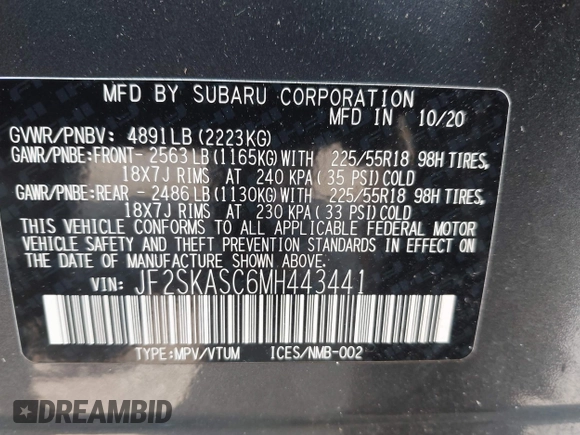 MFD BY SUBARU CORPORATION
MFD IN 10/20
GVWR/PNBV: 4891LB (2223KG)
GAWR/PNBE:FRONT- 2563 LB (1165KG) WITH 225/55R18 98H TIRES,
18X7J RIMS AT 240 KPA ( 35 PSI) COLD
GAWR/PNBE:REAR - 2486 LB (1130KG) WITH 225/55R18 98H TIRES,
18X7J RIMS AT 230 KPA ( 33 PSI) COLD
THIS VEHICLE CONFORMS TO ALL APPLICABLE FEDERAL MOTOR
VEHICLE SAFETY AND THEFT PREVENTION STANDARDS IN EFFECT ON
THE DATE OF MANUFACTURE SHOWN ABOVE.
VIN: JF2SKASC6MH443441
TYPE:MPV/VTUM ICES/NMB-002
DREAMBID